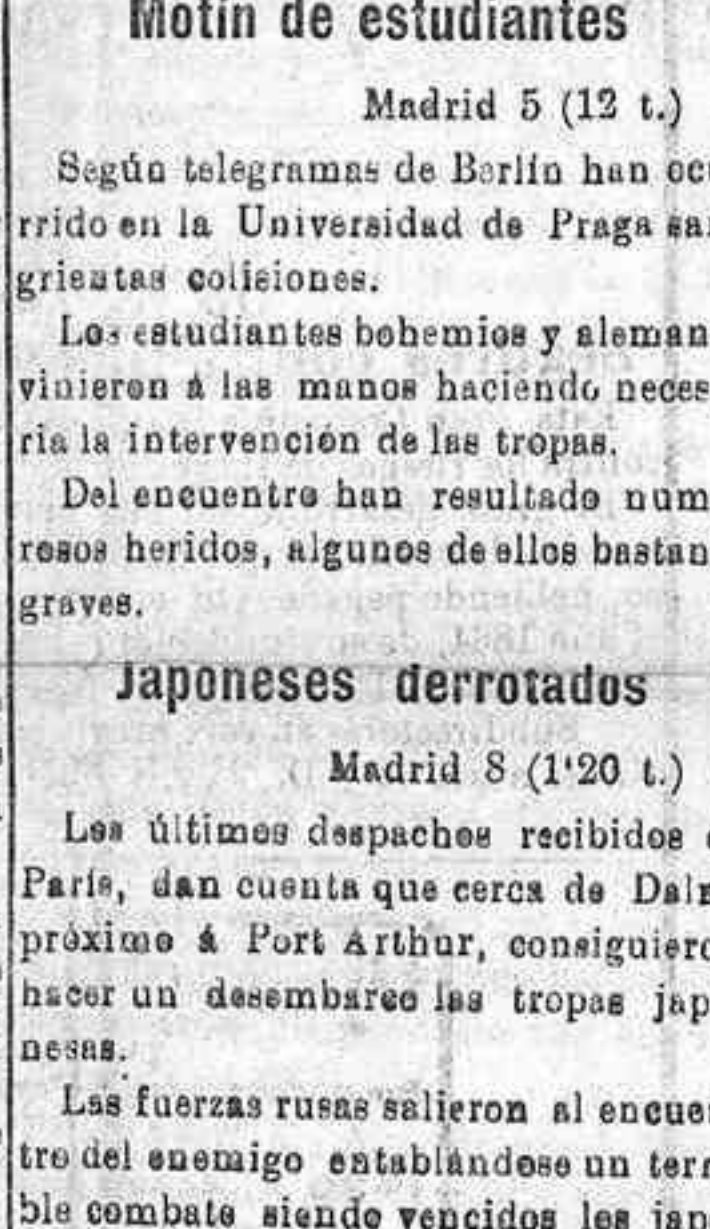 Motín de estudiantes
Madrid 5 (12 t.)
Según telegramas de Berlín han ocu
rrido en la Universidad de Praga san
grientas colisiones.
Los estudiantes bohemios y aleman
vinieron á las manos haciendo neces
ria la intervención de las tropas.
Del encuentro han resultado num
rosos heridos, algunos de ellos bastan
graves.
Japoneses derrotados
Madrid 8 (1'20 t.)
Los últimos despachos recibidos d
París, dan cuenta que cerca de Daln
próximo á Port Arthur, consiguiero
hacer un desembarco las tropas jap
nesas.
Las fuerzas rusas salieron al encuen
tro del enemigo entablándose un terr
ble combate siendo vencidos los jap